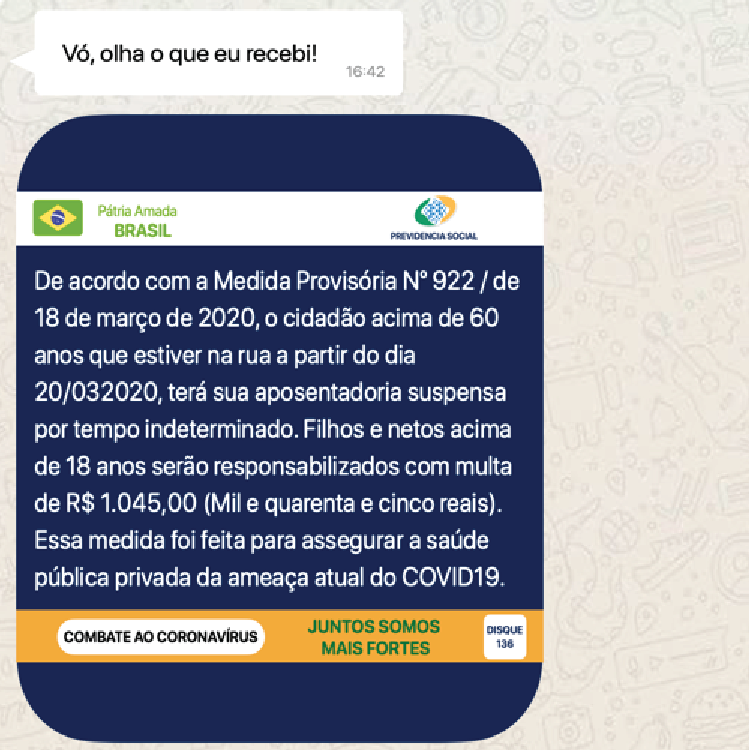 Vó, olha o que eu recebi!
16:42
Pátria Amada
BRASIL
PREVIDENCIA SOCIAL
De acordo com a Medida Provisória N° 922 / de
18 de março de 2020, o cidadão acima de 60
anos que estiver na rua a partir do dia
20/032020, terá sua aposentadoria suspensa
por tempo indeterminado. Filhos e netos acima
de 18 anos serão responsabilizados com multa
de R$ 1.045,00 (Mil e quarenta e cinco reais).
Essa medida foi feita para assegurar a saúde
pública privada da ameaça atual do COVID19.
COMBATE AO CORONAVÍRUS
JUNTOS SOMOS
MAIS FORTES
DISQUE
136